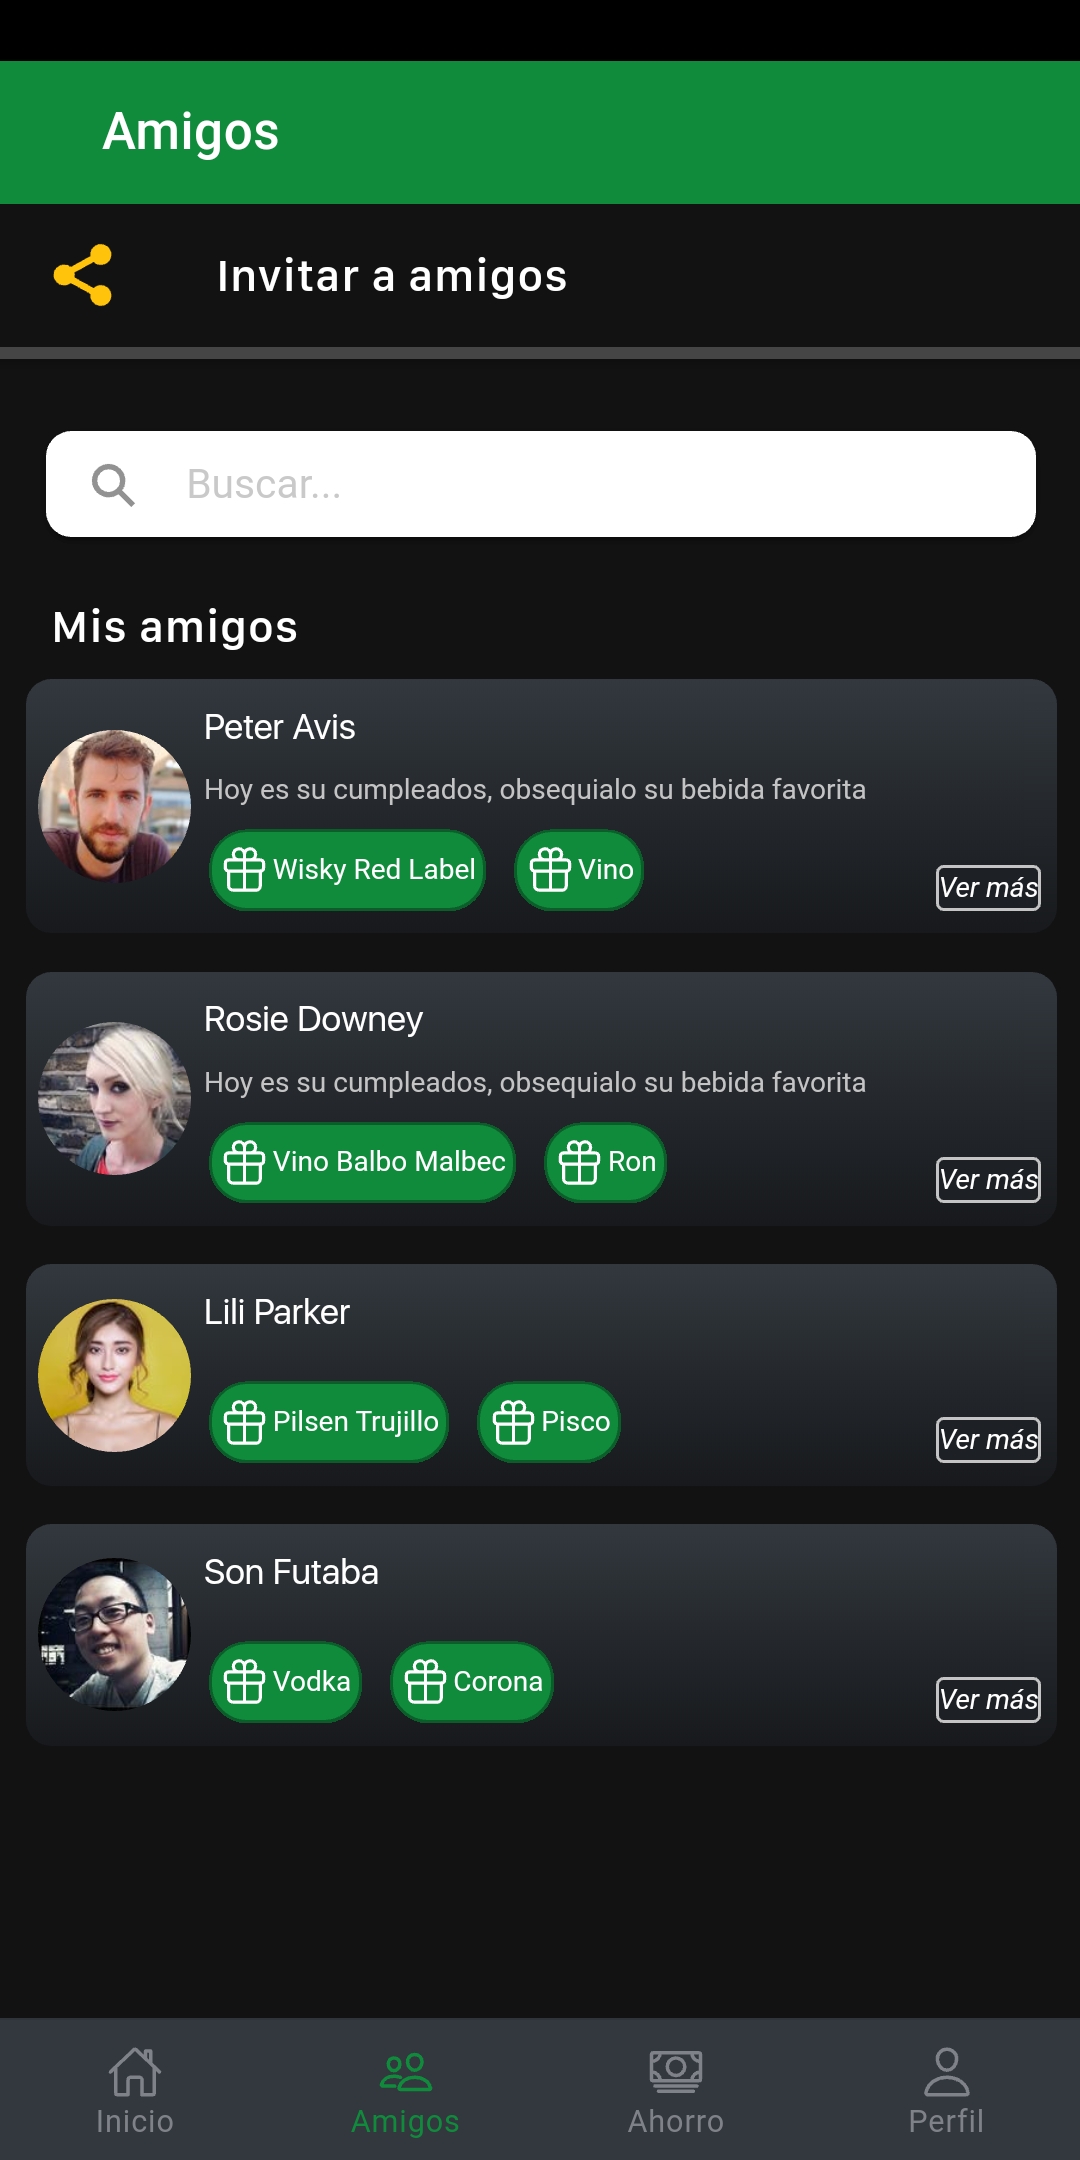 Amigos
Invitar a amigos
Buscar...
Mis amigos
Peter Avis
Hoy es su cumpleados, obsequialo su bebida favorita
Wisky Red Label Vino
Ver más
Rosie Downey
Hoy es su cumpleados, obsequialo su bebida favorita
Vino Balbo Malbec Ron
Ver más
Lili Parker
Pilsen Trujillo Pisco
Ver más
Son Futaba
Vodka Corona
Ver más
Inicio Amigos Ahorro Perfil